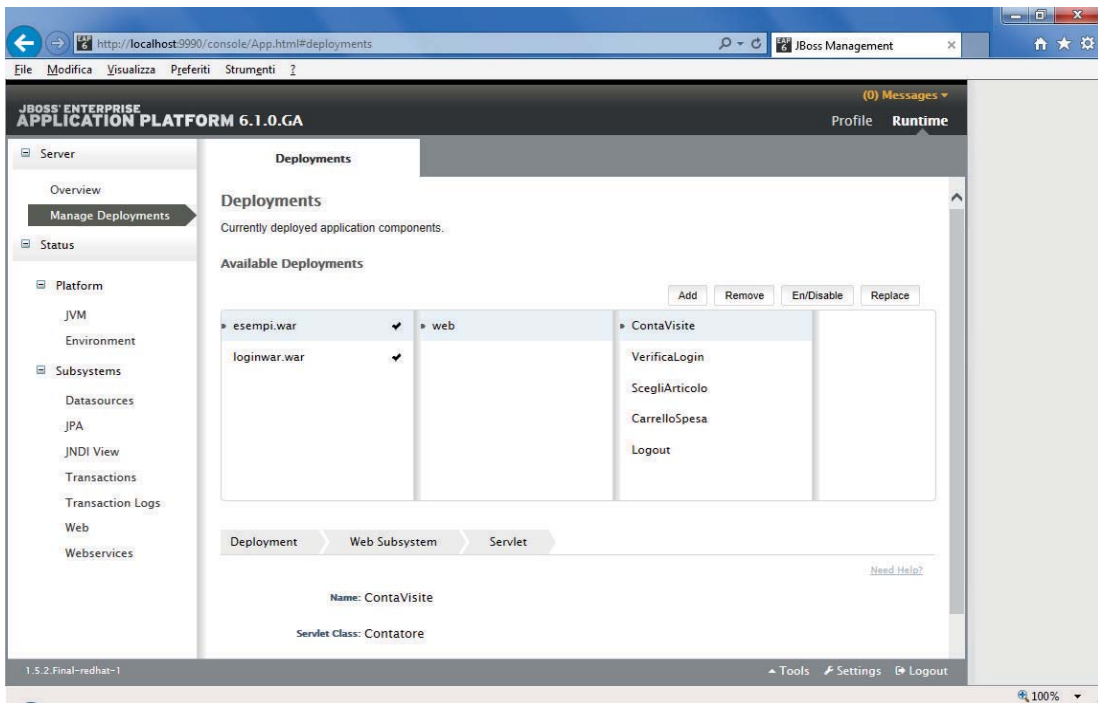 http://localhost:9990/console/App.html#deployments
JBoss Management
File Modifica Visualizza Preferiti Strumenti ?
(0) Messages
JBOSS® ENTERPRISE
APPLICATION PLATFORM 6.1.0.GA
Profile Runtime
Server
Overview
Manage Deployments
Status
Platform
JVM
Environment
Subsystems
Datasources
JPA
JNDI View
Transactions
Transaction Logs
Web
Webservices
Deployments
Deployments
Currently deployed application components.
Available Deployments
Add Remove En/Disable Replace
esempi.war web ContaVisite
loginwar.war VerificaLogin
ScegliArticolo
CarrelloSpesa
Logout
Deployment Web Subsystem Servlet
Need Help?
Name: ContaVisite
Servlet Class: Contatore
1.5.2.Final-redhat-1
Tools Settings Logout
100%